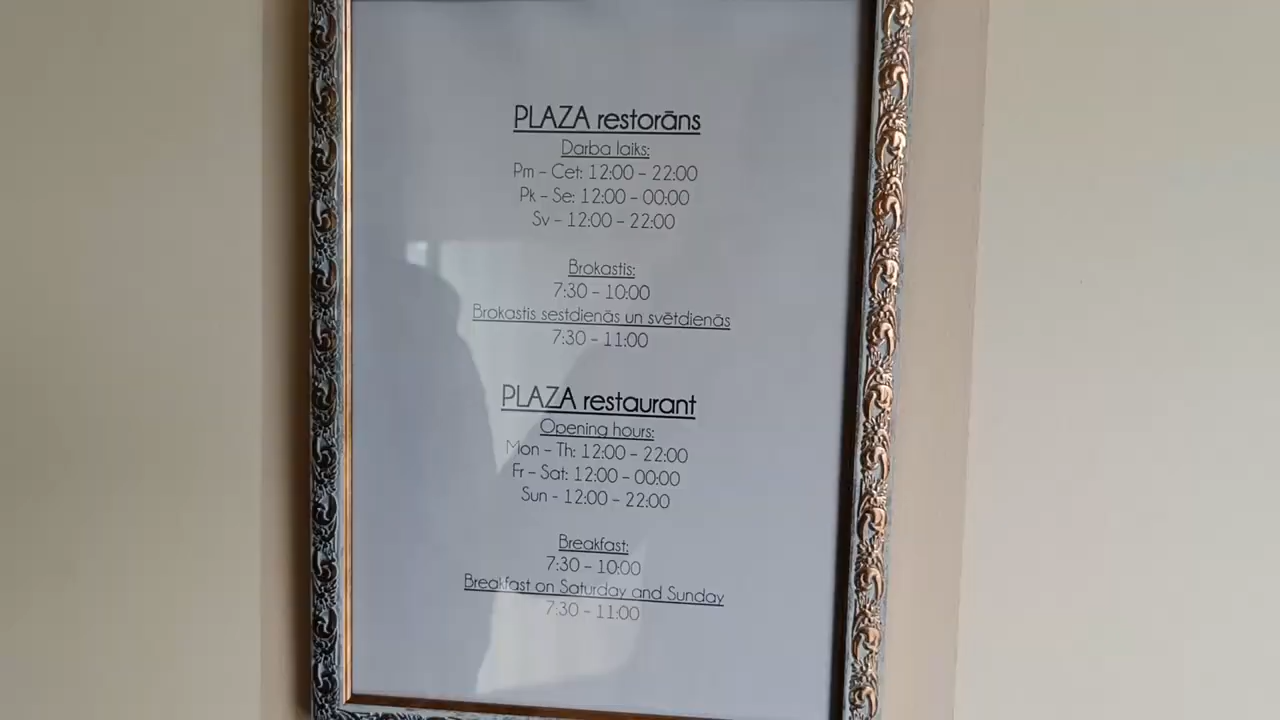 PLAZA restorāns
Darba laiks:
Pm – Cet: 12:00 – 22:00
Pk – Se: 12:00 – 00:00
Sv – 12:00 – 22:00
Brokastis:
7:30 – 10:00
Brokastis sestdienās un svētdienās
7:30 – 11:00
PLAZA restaurant
Opening hours:
Mon – Th: 12:00 – 22:00
Fr – Sat: 12:00 – 00:00
Sun - 12:00 – 22:00
Breakfast:
7:30 – 10:00
Breakfast on Saturday and Sunday
7:30 – 11:00